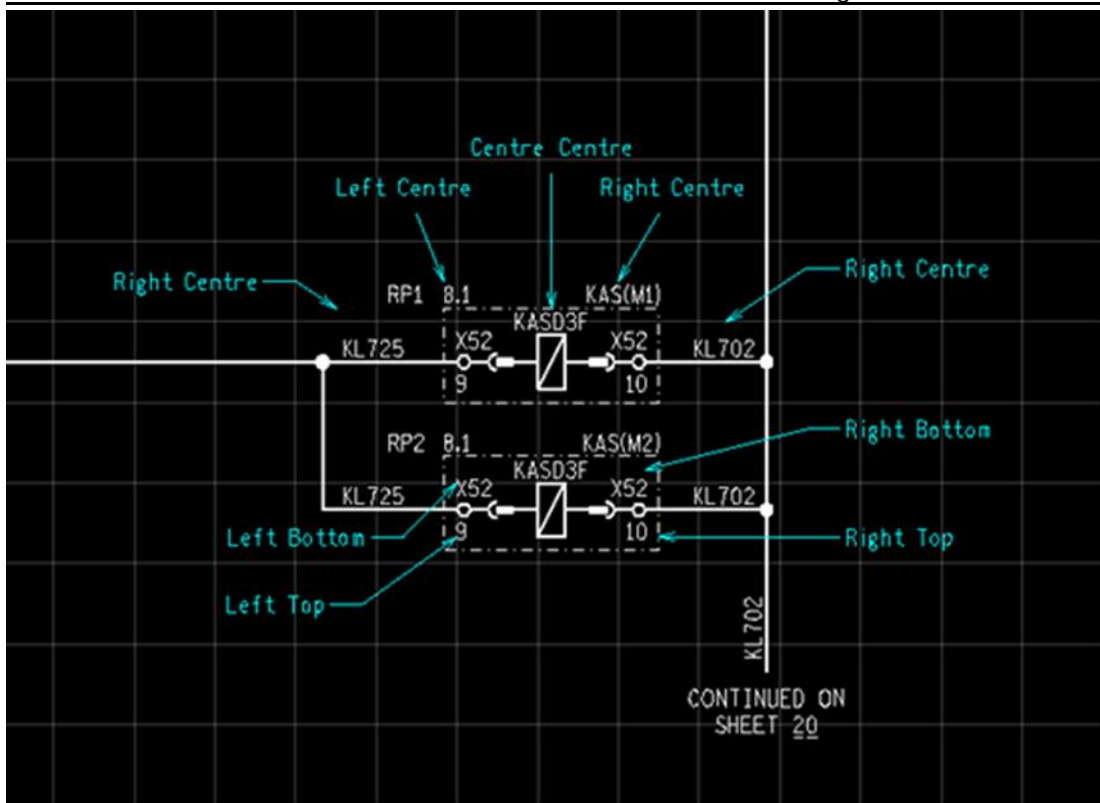 Centre Centre
Left Centre
Right Centre
Right Centre
Right Centre
RP1
8.1
KAS(M1)
KASD3F
KL725
X52
X52
KL702
9
10
RP2
8.1
KAS(M2)
Right Bottom
KASD3F
KL725
X52
X52
KL702
9
10
Left Bottom
Right Top
Left Top
KL702
CONTINUED ON
SHEET 20